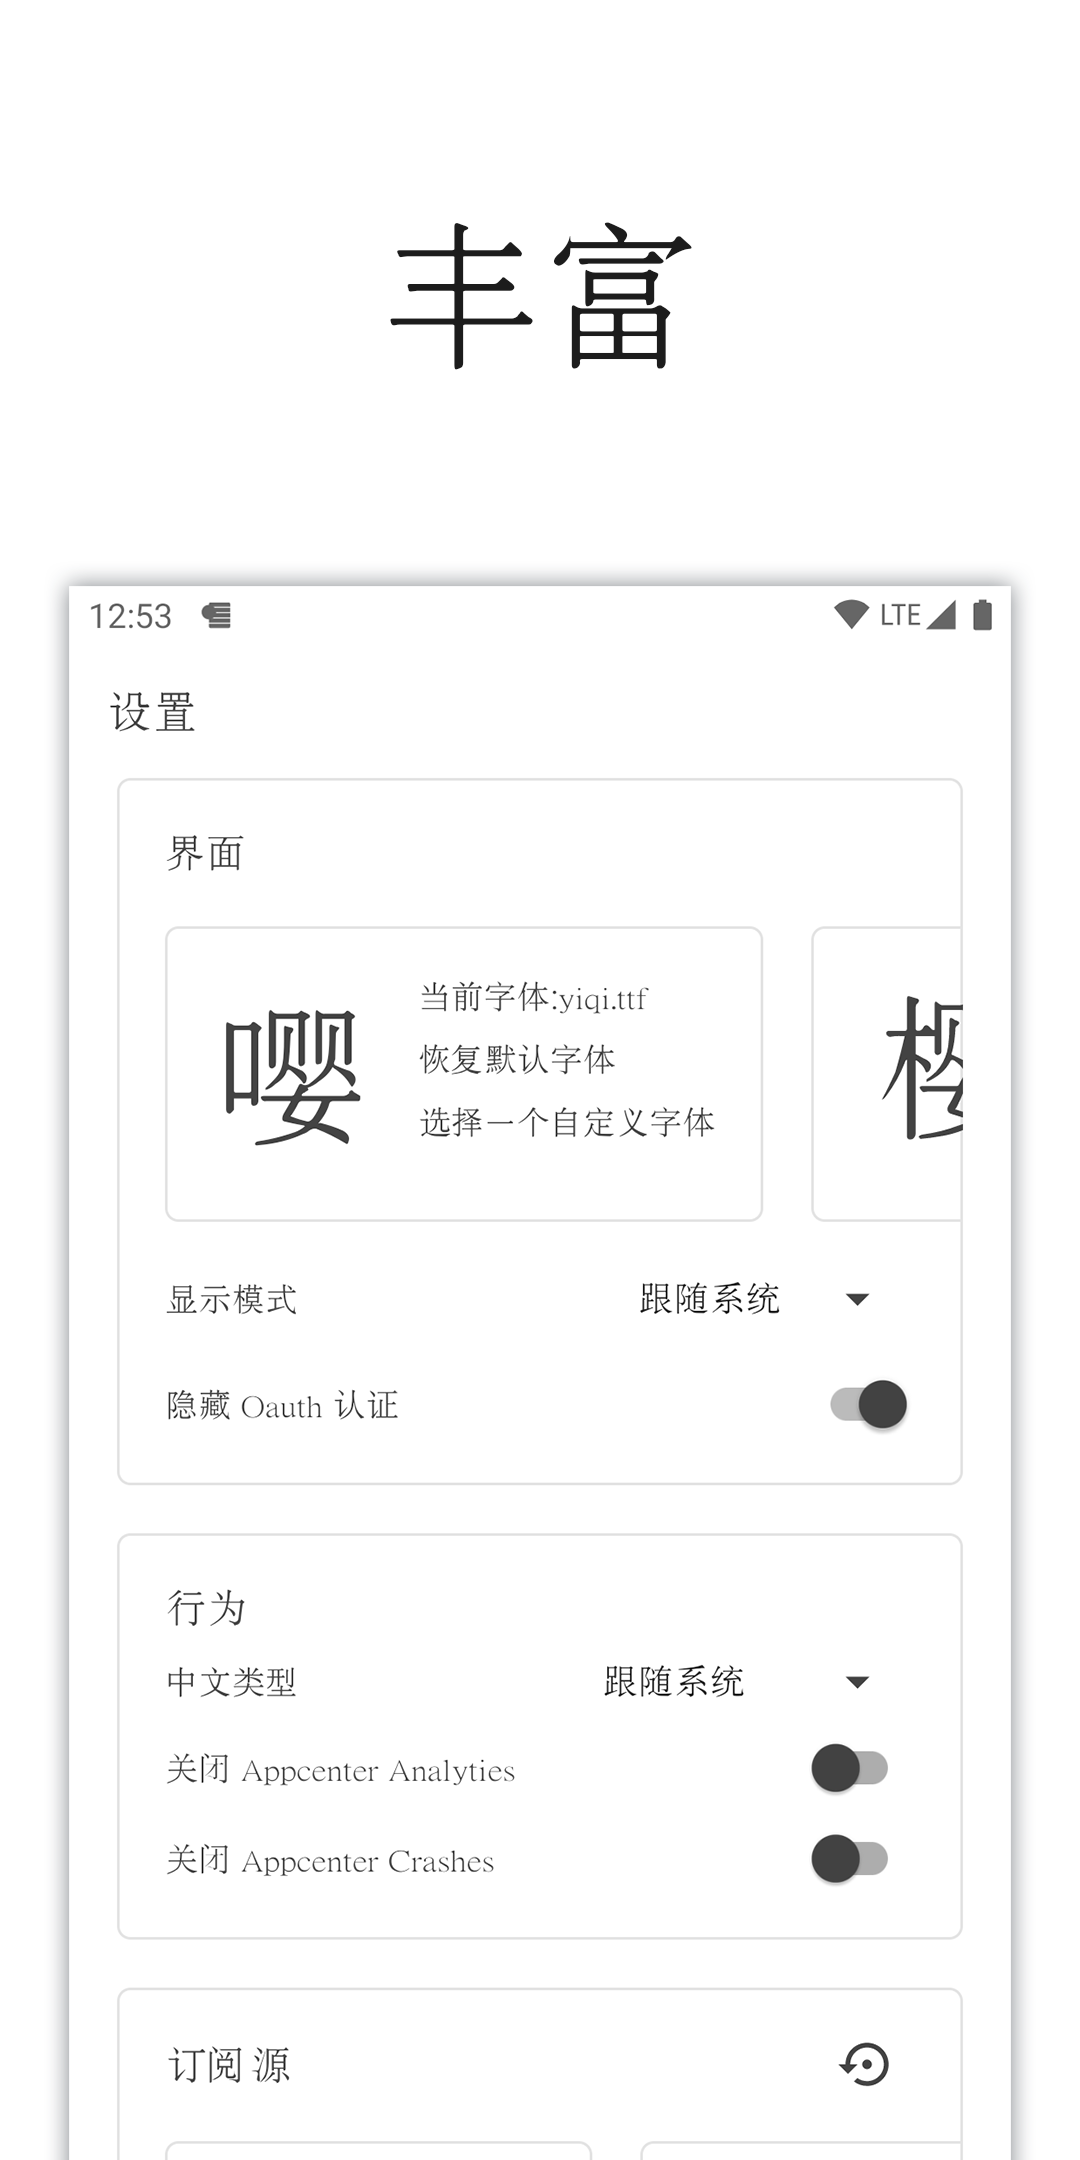 丰富
12:53 LTE
设置
界面
嘤
当前字体:yiqi.ttf
恢复默认字体
选择一个自定义字体
显示模式 跟随系统
隐藏 Oauth 认证
行为
中文类型 跟随系统
关闭 Appcenter Analyties
关闭 Appcenter Crashes
订阅源